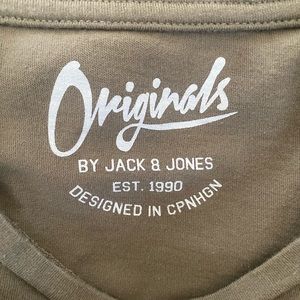 Originals
BY JACK & JONES
EST. 1990
DESIGNED IN CPNHGN